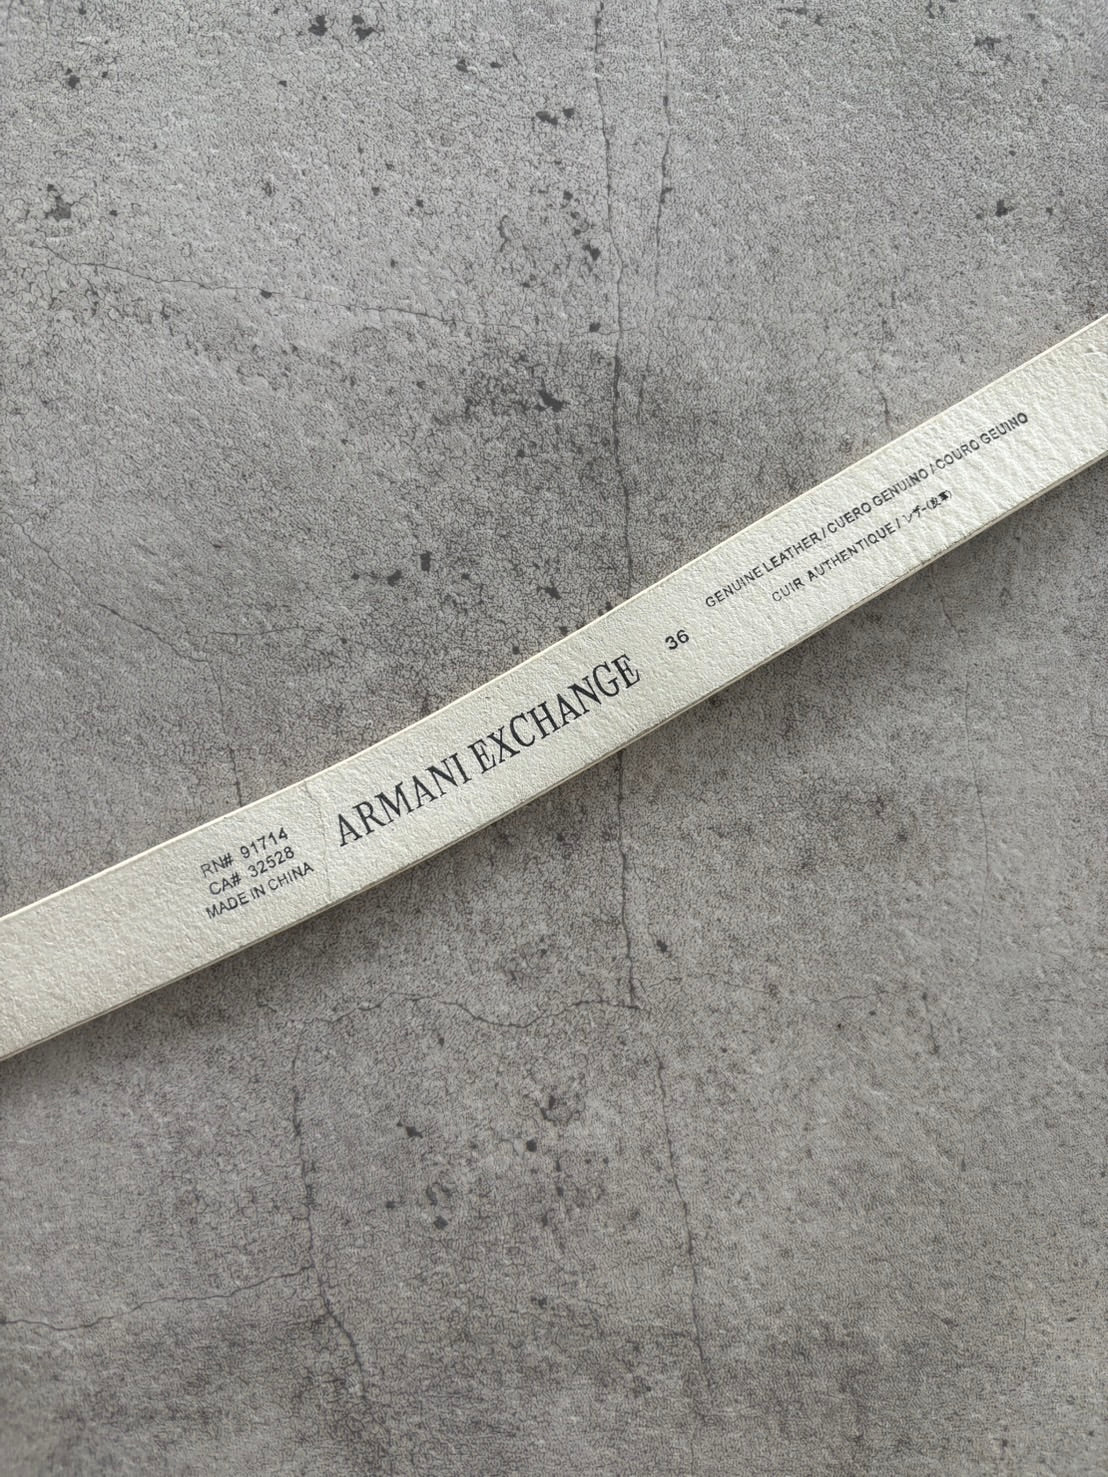 RN# 91714
CA# 32528
MADE IN CHINA
ARMANI EXCHANGE
36
GENUINE LEATHER / CUERO GENUINO / COURO GEUINO
CUIR AUTHENTIQUE /